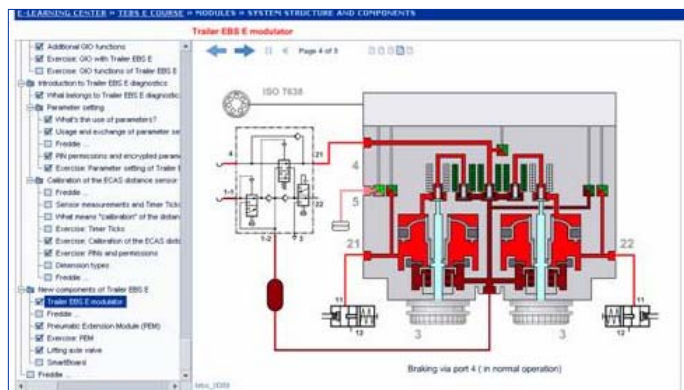 E-LEARNING CENTER » TEBS E COURSE » MODULES » SYSTEM STRUCTURE AND COMPONENTS
Trailer EBS E modulator
Additional GIO functions
Exercise: GIO with Trailer EBS E
Exercise: GIO functions of Trailer EBS E
Introduction to Trailer EBS E diagnostics
What belongs to Trailer EBS E diagnostic
Parameter setting
What's the use of parameters?
Usage and exchange of parameter se
Freddie ...
PIN permissions and encrypted param
Exercise: Parameter setting of Trailer E
Calibration of the ECAS distance sensor
Freddie ...
Sensor measurements and Timer Tick
What means "calibration" of the distan
Exercise: Timer Ticks
Exercise: Calibration of the ECAS dist
Exercise: PINs and permissions
Dimension types
Freddie ...
New components of Trailer EBS E
Trailer EBS E modulator
Freddie ...
Pneumatic Extension Module (PEM)
Exercise: PEM
Lifting axle valve
SmartBoard
Freddie ...
Page 4 of 5
ISO 7638
4
21
1-1
22
1-2
3
4
5
21
22
11
12
3
3
11
12
Braking via port 4 ( in normal operation)